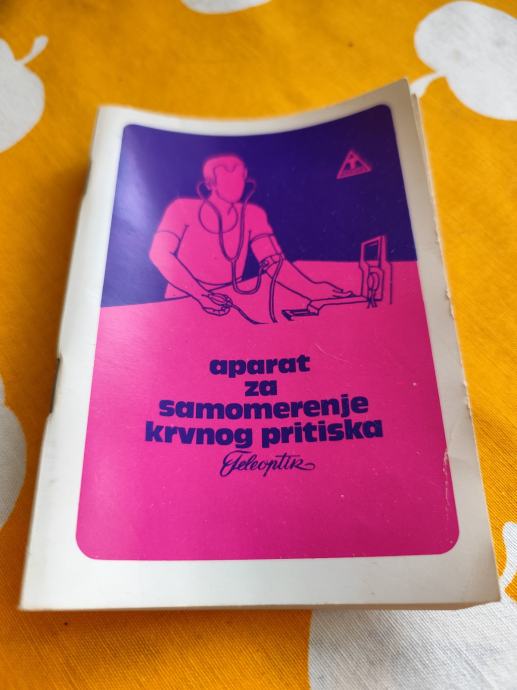 aparat
za
samomerenje
krvnog pritiska
Teleoptik